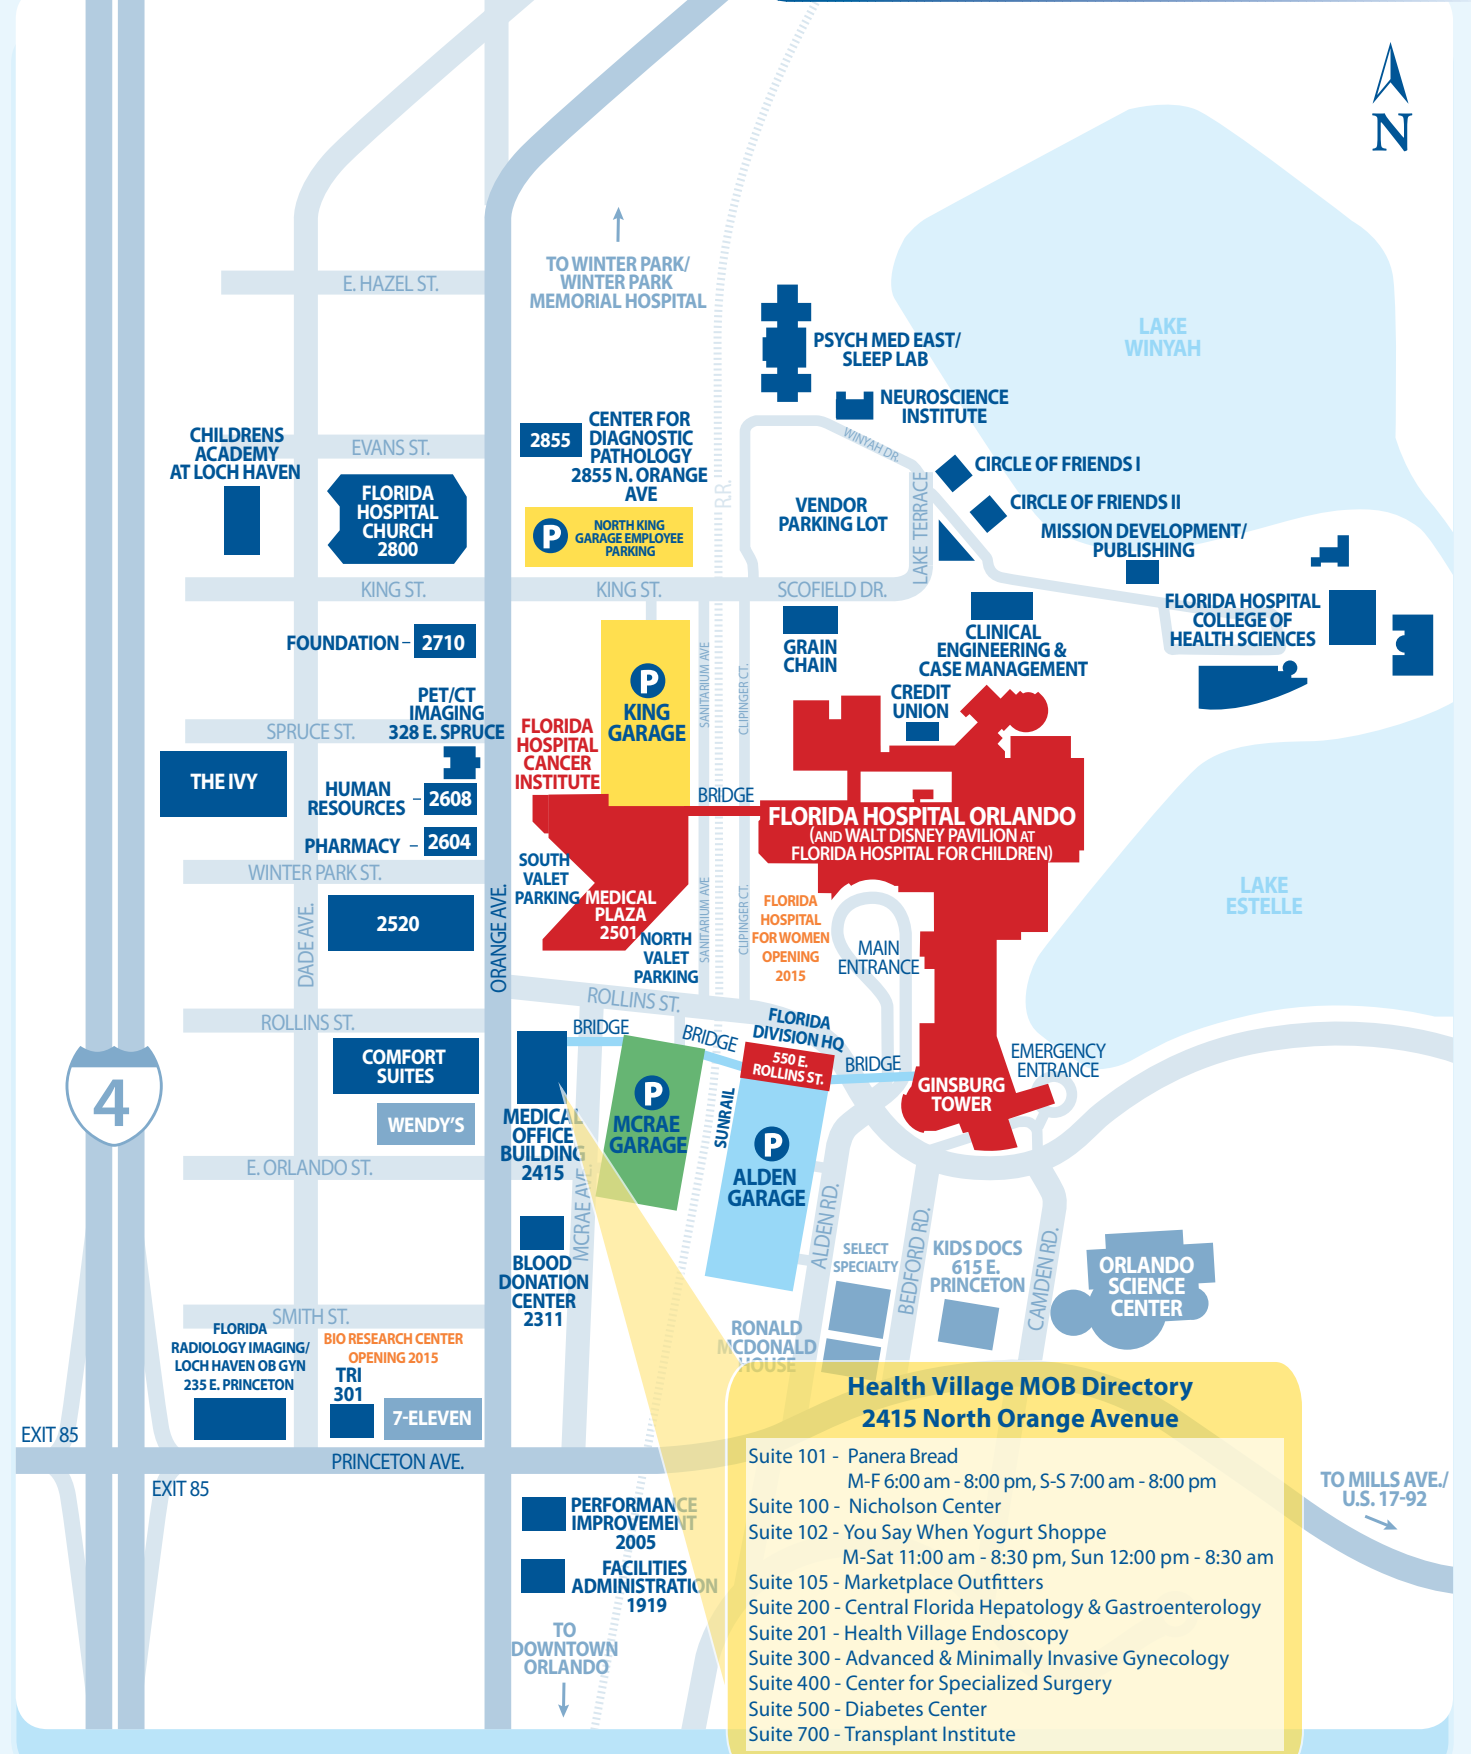 N
TO WINTER PARK/
WINTER PARK
MEMORIAL HOSPITAL
E. HAZEL ST.
LAKE
WINYAH
PSYCH MED EAST/
SLEEP LAB
NEUROSCIENCE
INSTITUTE
WINYAH DR.
CHILDRENS
ACADEMY
AT LOCH HAVEN
EVANS ST.
2855
CENTER FOR
DIAGNOSTIC
PATHOLOGY
2855 N. ORANGE
AVE
R.R.
CIRCLE OF FRIENDS I
CIRCLE OF FRIENDS II
FLORIDA
HOSPITAL
CHURCH
2800
P
NORTH KING
GARAGE EMPLOYEE
PARKING
VENDOR
PARKING LOT
LAKE TERRACE
MISSION DEVELOPMENT/
PUBLISHING
KING ST.
KING ST.
SCOFIELD DR.
FLORIDA HOSPITAL
COLLEGE OF
HEALTH SCIENCES
FOUNDATION –
2710
GRAIN
CHAIN
CLINICAL
ENGINEERING &
CASE MANAGEMENT
CREDIT
UNION
P
KING
GARAGE
SANITARIUM AVE
CLIPINGER CT.
PET/CT
IMAGING
328 E. SPRUCE
SPRUCE ST.
FLORIDA
HOSPITAL
CANCER
INSTITUTE
THE IVY
HUMAN
RESOURCES –
2608
PHARMACY –
2604
BRIDGE
FLORIDA HOSPITAL ORLANDO
(AND WALT DISNEY PAVILION AT
FLORIDA HOSPITAL FOR CHILDREN)
WINTER PARK ST.
SOUTH
VALET
PARKING
MEDICAL
PLAZA
2501
NORTH
VALET
PARKING
SANITARIUM AVE
CLIPINGER CT.
FLORIDA
HOSPITAL
FOR WOMEN
OPENING
2015
MAIN
ENTRANCE
LAKE
ESTELLE
2520
DADE AVE.
ORANGE AVE.
ROLLINS ST.
ROLLINS ST.
BRIDGE
BRIDGE
FLORIDA
DIVISION HQ
550 E.
ROLLINS ST.
BRIDGE
EMERGENCY
ENTRANCE
GINSBURG
TOWER
COMFORT
SUITES
WENDY'S
4
MEDICAL
OFFICE
BUILDING
2415
P
MCRAE
GARAGE
SUNRAIL
P
ALDEN
GARAGE
E. ORLANDO ST.
MCRAE AVE.
ALDEN RD.
BEDFORD RD.
CAMDEN RD.
SELECT
SPECIALTY
KIDS DOCS
615 E.
PRINCETON
ORLANDO
SCIENCE
CENTER
BLOOD
DONATION
CENTER
2311
SMITH ST.
FLORIDA
RADIOLOGY IMAGING/
LOCH HAVEN OB GYN
235 E. PRINCETON
BIO RESEARCH CENTER
OPENING 2015
TRI
301
7-ELEVEN
RONALD
MCDONALD
HOUSE
EXIT 85
PRINCETON AVE.
EXIT 85
PERFORMANCE
IMPROVEMENT
2005
FACILITIES
ADMINISTRATION
1919
TO
DOWNTOWN
ORLANDO
TO MILLS AVE./
U.S. 17-92
Health Village MOB Directory
2415 North Orange Avenue
Suite 101 - Panera Bread
M-F 6:00 am - 8:00 pm, S-S 7:00 am - 8:00 pm
Suite 100 - Nicholson Center
Suite 102 - You Say When Yogurt Shoppe
M-Sat 11:00 am - 8:30 pm, Sun 12:00 pm - 8:30 am
Suite 105 - Marketplace Outfitters
Suite 200 - Central Florida Hepatology & Gastroenterology
Suite 201 - Health Village Endoscopy
Suite 300 - Advanced & Minimally Invasive Gynecology
Suite 400 - Center for Specialized Surgery
Suite 500 - Diabetes Center
Suite 700 - Transplant Institute